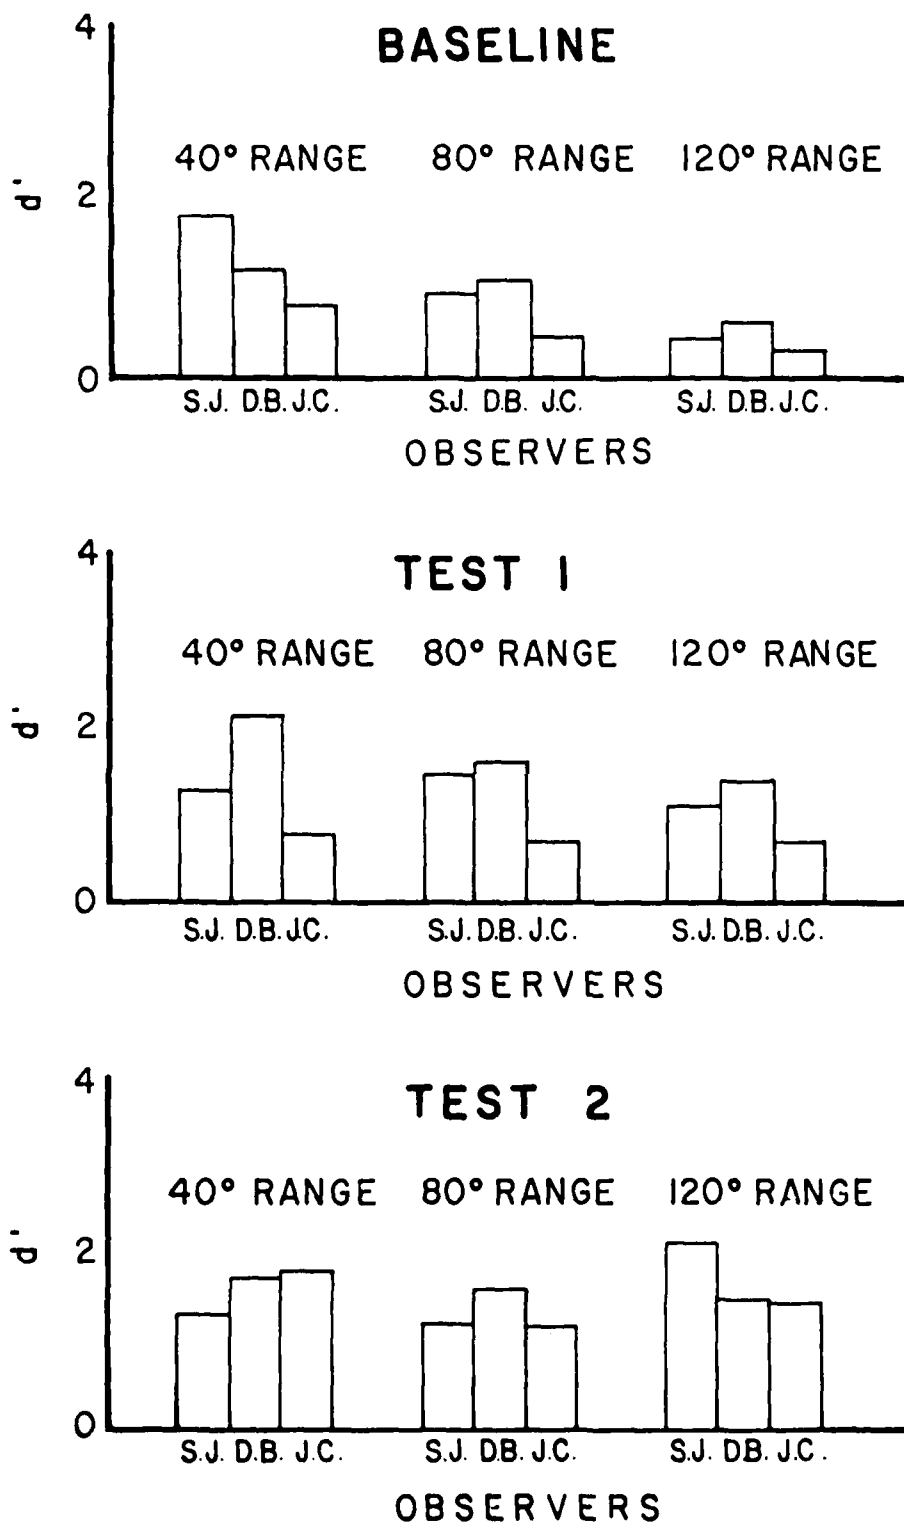 4
BASELINE
40° RANGE 80° RANGE 120° RANGE
d'
2
0
S.J. D.B. J.C. S.J. D.B. J.C. S.J. D.B. J.C.
OBSERVERS
4
TEST 1
40° RANGE 80° RANGE 120° RANGE
d'
2
0
S.J. D.B. J.C. S.J. D.B. J.C. S.J. D.B. J.C.
OBSERVERS
4
TEST 2
40° RANGE 80° RANGE 120° RANGE
d'
2
0
S.J. D.B. J.C. S.J. D.B. J.C. S.J. D.B. J.C.
OBSERVERS